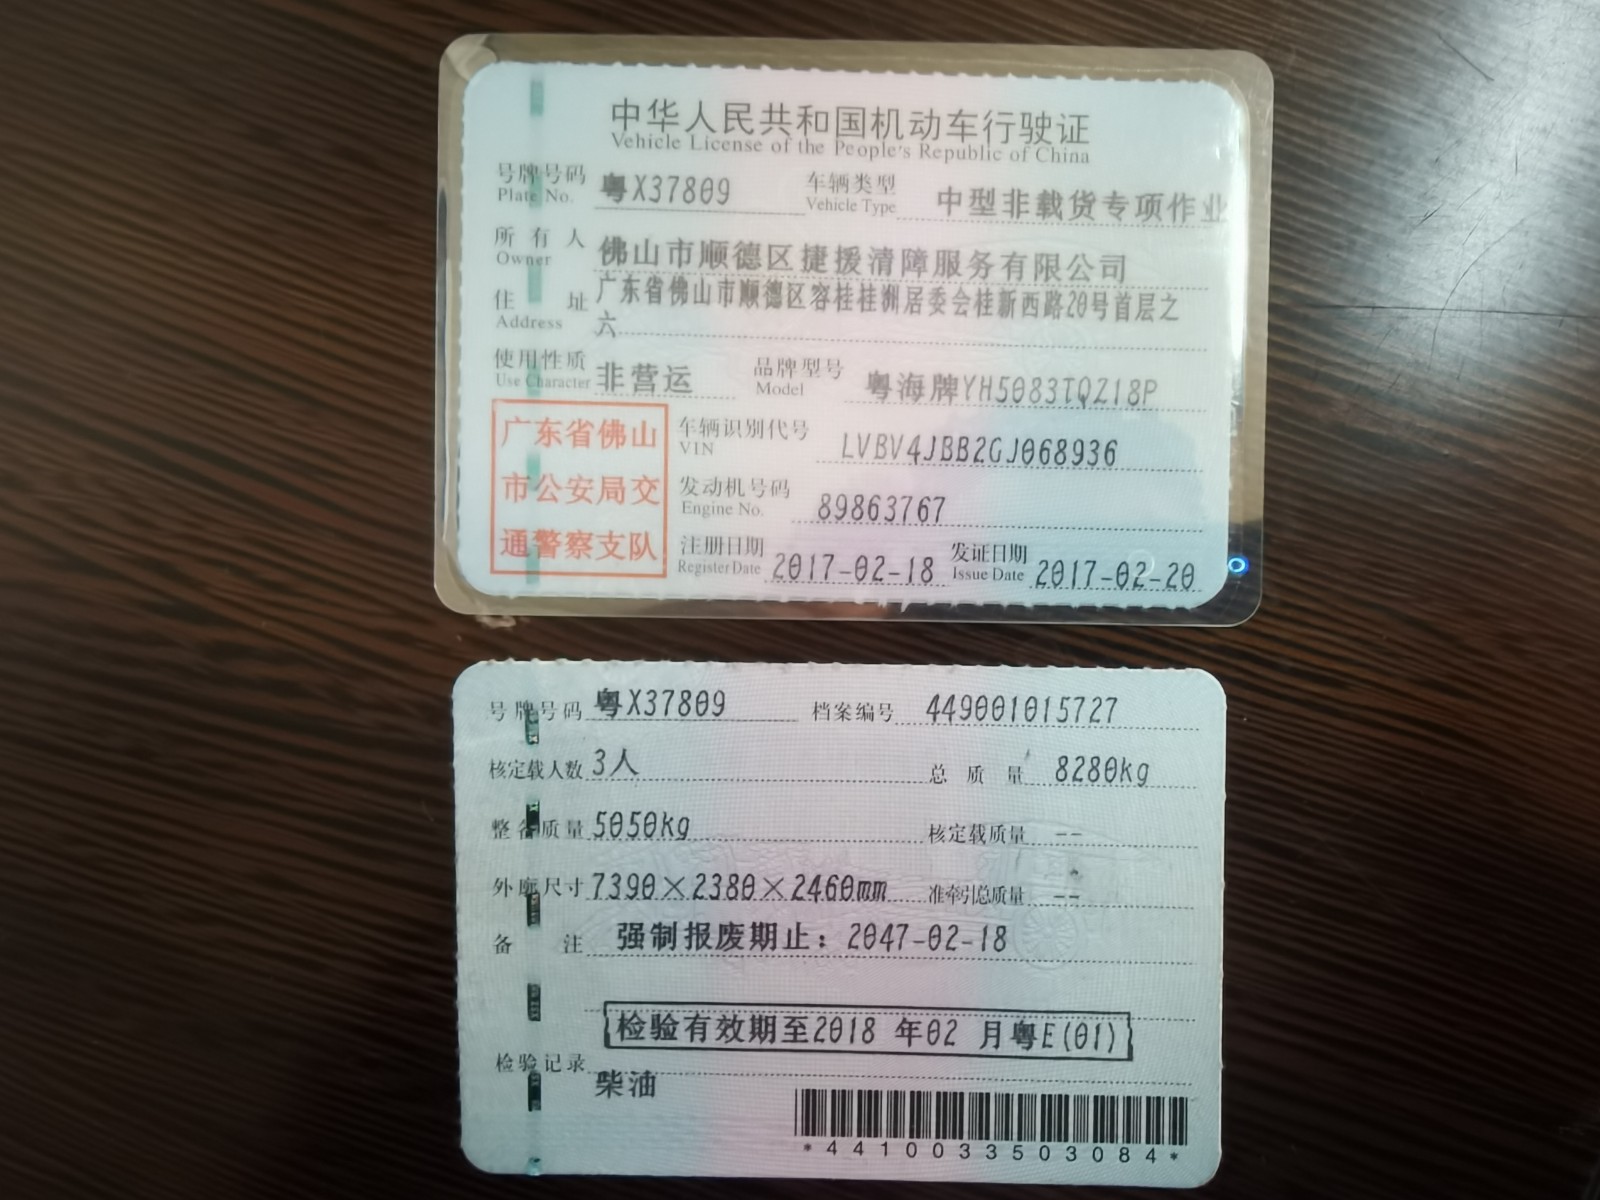 中华人民共和国机动车行驶证
Vehicle License of the People's Republic of China
号牌号码 粤X37809 车辆类型 中型非载货专项作业
Plate No. Vehicle Type
所有人 佛山市顺德区捷援清障服务有限公司
Owner
住址 广东省佛山市顺德区容桂桂洲居委会桂新西路20号首层之
Address 六
使用性质 非营运 品牌型号 粤海牌YH5083TQZ18P
Use Character Model
广东省佛山
市公安局交
通警察支队
车辆识别代号 LVBV4JBB2GJ068936
VIN
发动机号码 89863767
Engine No.
注册日期 2017-02-18 发证日期 2017-02-20
Register Date Issue Date
号牌号码 粤X37809 档案编号 449001015727
核定载人数 3人 总质量 8280kg
整备质量 5050kg 核定载质量 --
外廓尺寸 7390×2380×2460mm 准牵引总质量 --
备注 强制报废期止：2047-02-18
检验有效期至2018 年02 月粤E(01)
检验记录
柴油
*4410033503084*